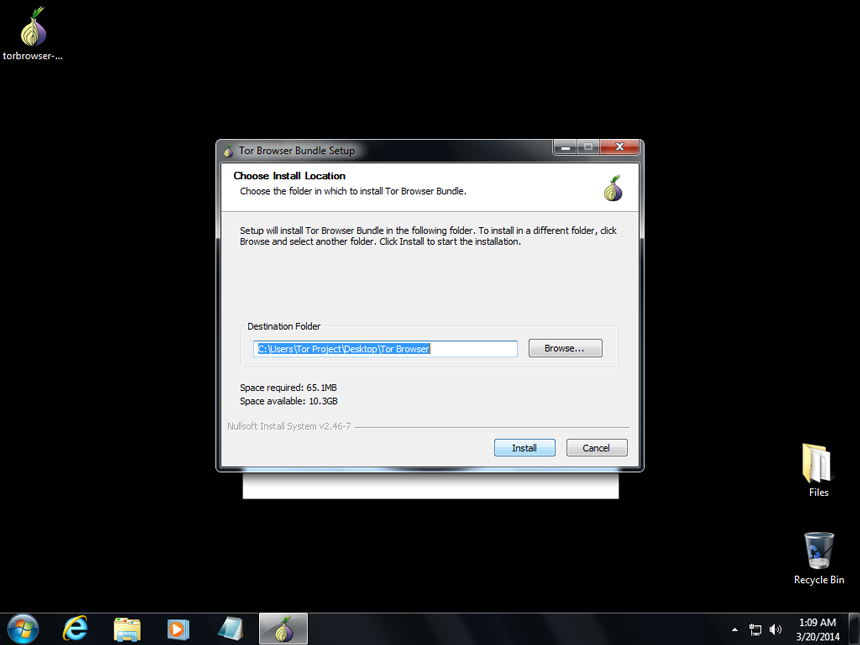 torbrowser-...
Tor Browser Bundle Setup
Choose Install Location
Choose the folder in which to install Tor Browser Bundle.
Setup will install Tor Browser Bundle in the following folder. To install in a different folder, click
Browse and select another folder. Click Install to start the installation.
Destination Folder
C:\Users\Tor Project\Desktop\Tor Browser
Browse...
Space required: 65.1MB
Space available: 10.3GB
Nullsoft Install System v2.46-7
Install
Cancel
Files
Recycle Bin
1:09 AM
3/20/2014